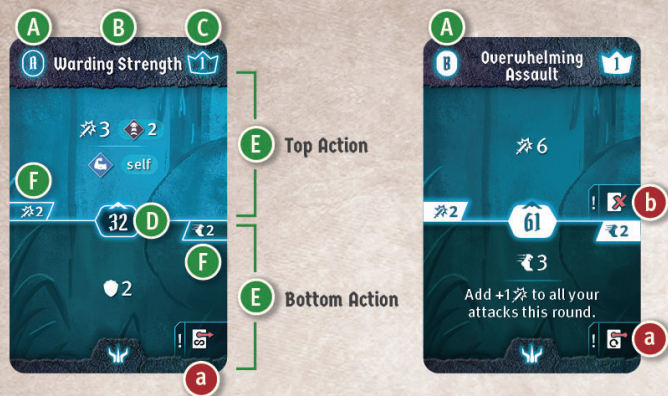 A
B
C
A
A Warding Strength 1
B Overwhelming
Assault 1
3 2
self
E Top Action
6
F
2
32 D
2
F
! b
2
61
2
2
E Bottom Action
3
Add +1 to all your
attacks this round.
! S
a
! a